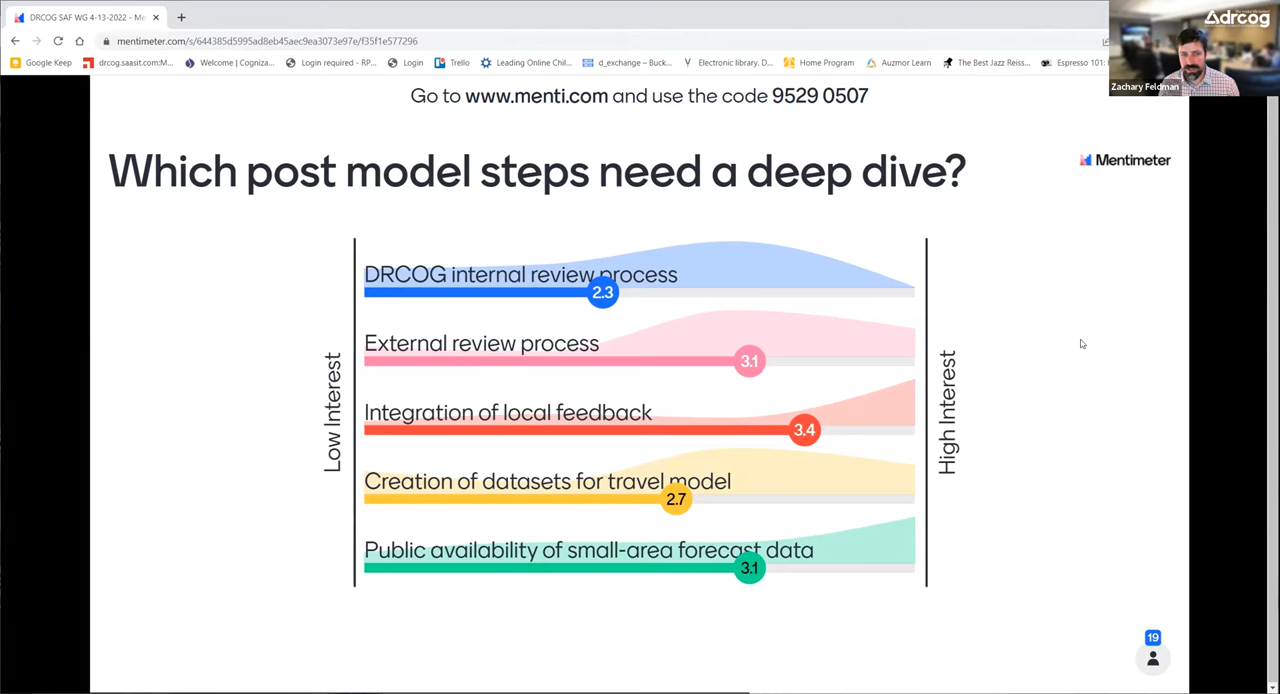 DRCOG SAF WG 4-13-2022 - Me
mentimeter.com/s/644385d5995ad8eb45aec9ea3073e97e/f35f1e577296
Google Keep
drcog.saasit.com:M...
Welcome | Cogniza...
Login required - RP...
Login
Trello
Leading Online Chil...
d_exchange – Buck...
Electronic library. D...
Home Program
Auzmor Learn
The Best Jazz Reiss...
Espresso 101:
drcog
Zachary Feldman
Go to www.menti.com and use the code 9529 0507
Which post model steps need a deep dive?
Mentimeter
Low Interest
DRCOG internal review process
2.3
External review process
3.1
Integration of local feedback
3.4
Creation of datasets for travel model
2.7
Public availability of small-area forecast data
3.1
High Interest
19